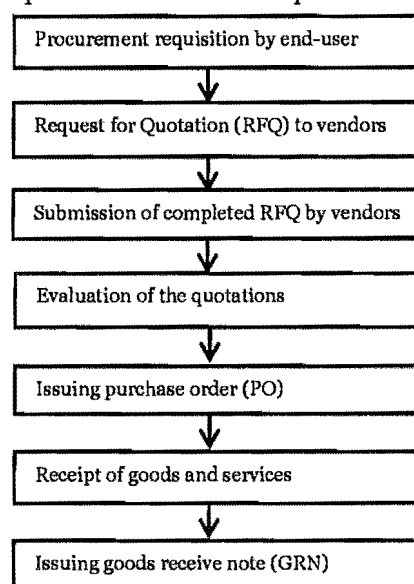 Procurement requisition by end-user
Request for Quotation (RFQ) to vendors
Submission of completed RFQ by vendors
Evaluation of the quotations
Issuing purchase order (PO)
Receipt of goods and services
Issuing goods receive note (GRN)